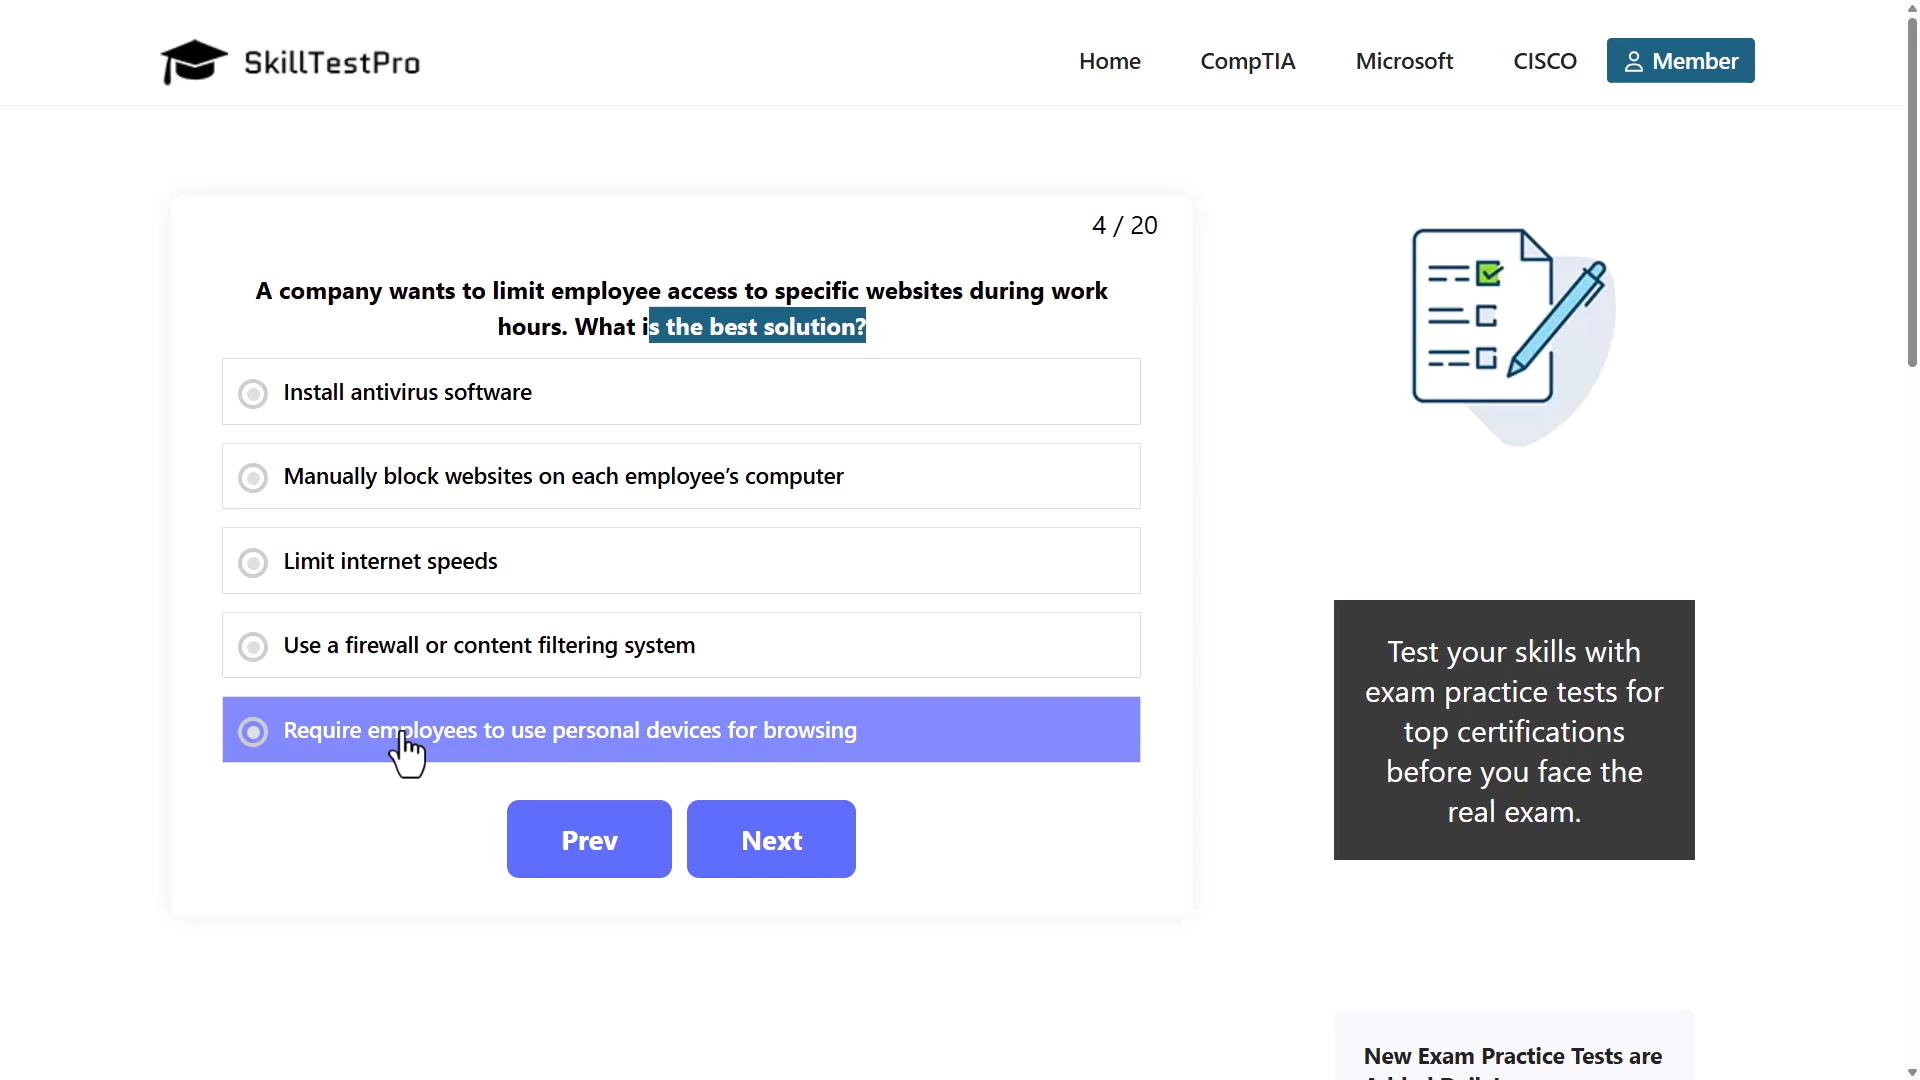 SkillTestPro
Home
CompTIA
Microsoft
CISCO
Member
4 / 20
A company wants to limit employee access to specific websites during work
hours. What is the best solution?
Install antivirus software
Manually block websites on each employee’s computer
Limit internet speeds
Use a firewall or content filtering system
Require employees to use personal devices for browsing
Prev
Next
Test your skills with
exam practice tests for
top certifications
before you face the
real exam.
New Exam Practice Tests are